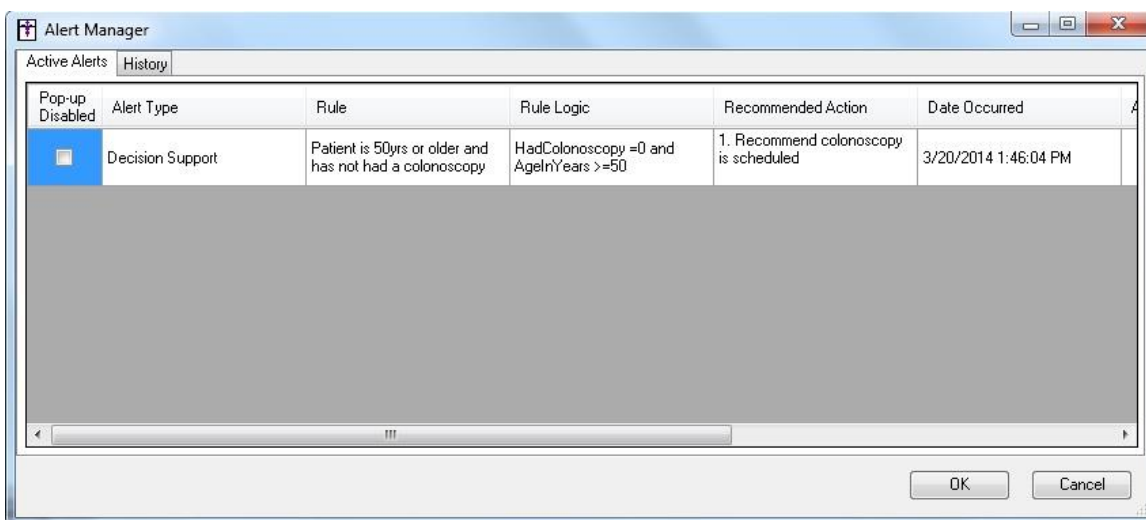 Alert Manager
Active Alerts History
Pop-up
Disabled
Alert Type
Rule
Rule Logic
Recommended Action
Date Occurred
Decision Support
Patient is 50yrs or older and
has not had a colonoscopy
HadColonoscopy =0 and
AgeInYears >=50
1. Recommend colonoscopy
is scheduled
3/20/2014 1:46:04 PM
OK Cancel